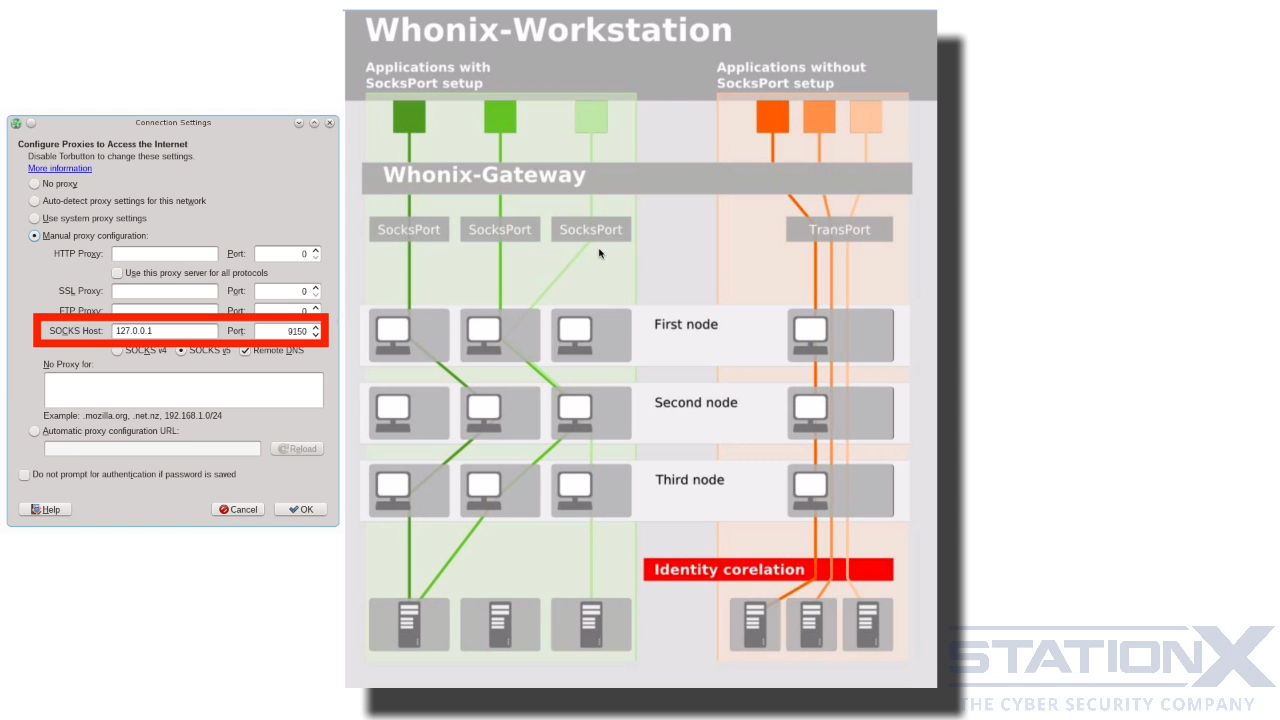 Connection Settings
Configure Proxies to Access the Internet
Disable Torbutton to change these settings.
More information
No proxy
Auto-detect proxy settings for this network
Use system proxy settings
Manual proxy configuration:
HTTP Proxy: Port: 0
Use this proxy server for all protocols
SSL Proxy: Port: 0
FTP Proxy: Port: 0
SOCKS Host: 127.0.0.1 Port: 9150
SOCKS v4 SOCKS v5 Remote DNS
No Proxy for:
Example: .mozilla.org, .net.nz, 192.168.1.0/24
Automatic proxy configuration URL:
Reload
Do not prompt for authentication if password is saved
Help Cancel OK
Whonix-Workstation
Applications with
SocksPort setup
Applications without
SocksPort setup
Whonix-Gateway
SocksPort SocksPort SocksPort TransPort
First node
Second node
Third node
Identity corelation
STATIONX
THE CYBER SECURITY COMPANY